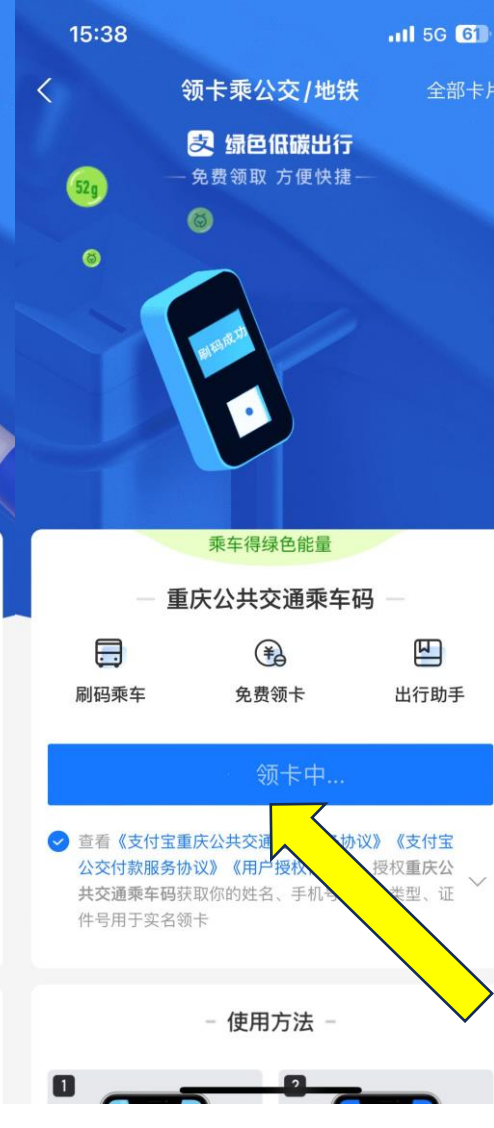 15:38
5G 61
领卡乘公交/地铁
全部卡片
支 绿色低碳出行
免费领取 方便快捷
52g
刷码成功
乘车得绿色能量
重庆公共交通乘车码
刷码乘车
免费领卡
出行助手
领卡中...
查看《支付宝重庆公共交通 务协议》《支付宝
公交付款服务协议》《用户授权 授权重庆公
共交通乘车码获取你的姓名、手机号 类型、证
件号用于实名领卡
- 使用方法 -
1
2